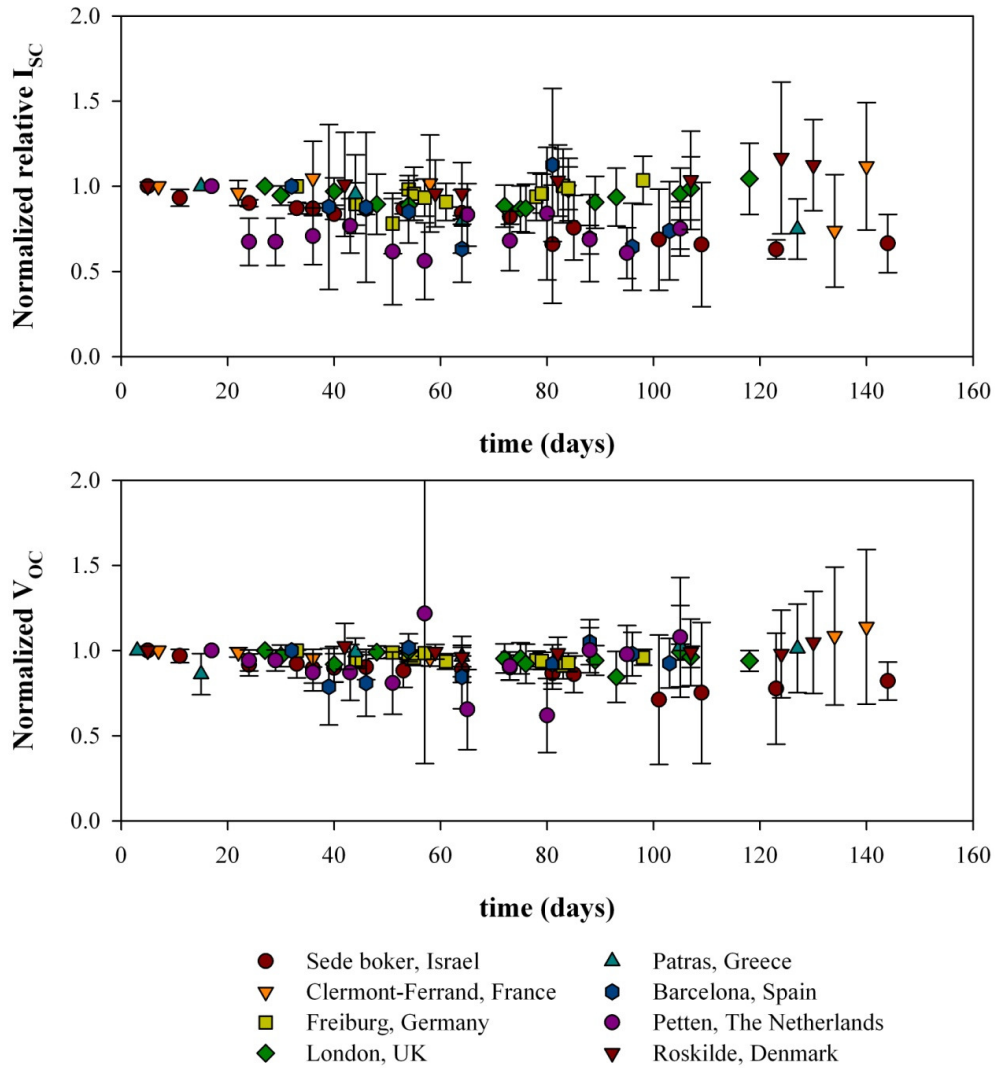 2.0
1.5
1.0
0.5
0.0
Normalized relative I_SC
0 20 40 60 80 100 120 140 160
time (days)
2.0
1.5
1.0
0.5
0.0
Normalized V_OC
0 20 40 60 80 100 120 140 160
time (days)
Sede boker, Israel
Clermont-Ferrand, France
Freiburg, Germany
London, UK
Patras, Greece
Barcelona, Spain
Petten, The Netherlands
Roskilde, Denmark